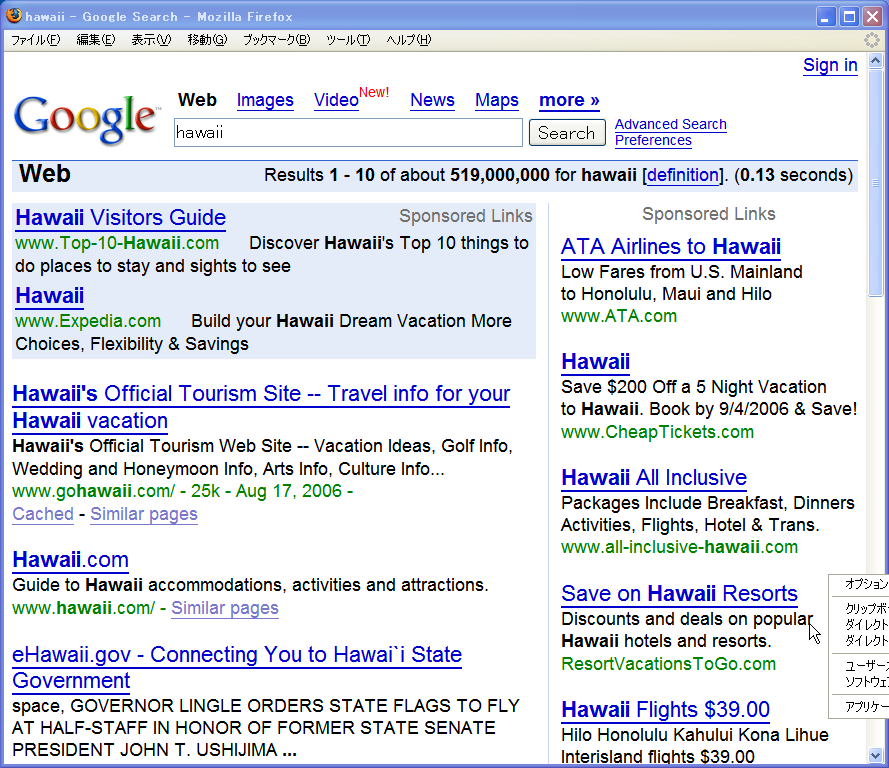 hawaii - Google Search - Mozilla Firefox
ファイル(F) 編集(E) 表示(V) 移動(G) ブックマーク(B) ツール(T) ヘルプ(H)
Sign in
Google™
Web Images Video New! News Maps more »
hawaii
Search
Advanced Search
Preferences
Web
Results 1 - 10 of about 519,000,000 for hawaii [definition]. (0.13 seconds)
Hawaii Visitors Guide
Sponsored Links
www.Top-10-Hawaii.com Discover Hawaii's Top 10 things to
do places to stay and sights to see
Hawaii
www.Expedia.com Build your Hawaii Dream Vacation More
Choices, Flexibility & Savings
Hawaii's Official Tourism Site -- Travel info for your
Hawaii vacation
Hawaii's Official Tourism Web Site -- Vacation Ideas, Golf Info,
Wedding and Honeymoon Info, Arts Info, Culture Info...
www.gohawaii.com/ - 25k - Aug 17, 2006 -
Cached - Similar pages
Hawaii.com
Guide to Hawaii accommodations, activities and attractions.
www.hawaii.com/ - Similar pages
eHawaii.gov - Connecting You to Hawai`i State
Government
space, GOVERNOR LINGLE ORDERS STATE FLAGS TO FLY
AT HALF-STAFF IN HONOR OF FORMER STATE SENATE
PRESIDENT JOHN T. USHIJIMA ...
Sponsored Links
ATA Airlines to Hawaii
Low Fares from U.S. Mainland
to Honolulu, Maui and Hilo
www.ATA.com
Hawaii
Save $200 Off a 5 Night Vacation
to Hawaii. Book by 9/4/2006 & Save!
www.CheapTickets.com
Hawaii All Inclusive
Packages Include Breakfast, Dinners
Activities, Flights, Hotel & Trans.
www.all-inclusive-hawaii.com
Save on Hawaii Resorts
Discounts and deals on popular
Hawaii hotels and resorts.
ResortVacationsToGo.com
Hawaii Flights $39.00
Hilo Honolulu Kahului Kona Lihue
Interisland flights $39.00
オプション
クリップボ
ダイレクト
ダイレクト
ユーザース
ソフトウェ
アプリケー